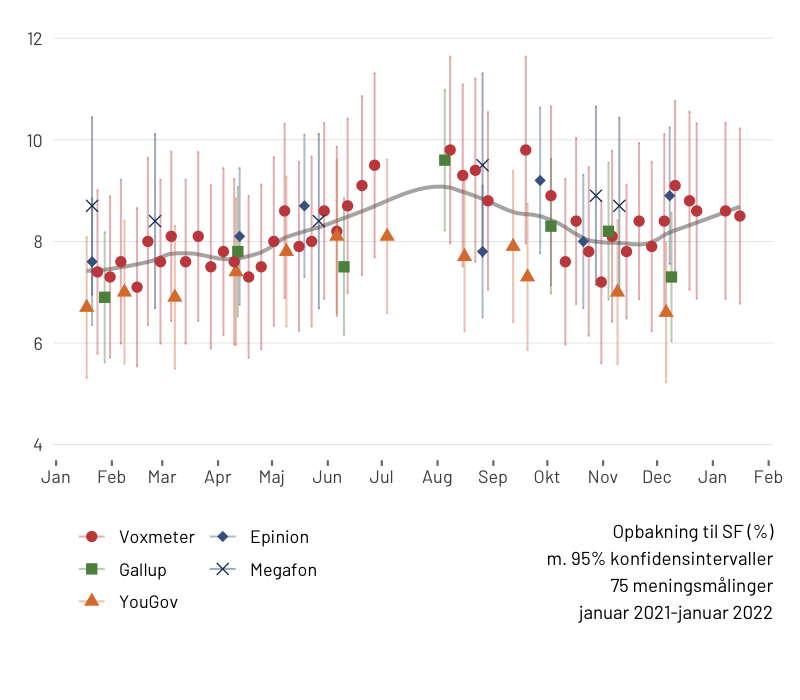 12
10
8
6
4
Jan Feb Mar Apr Maj Jun Jul Aug Sep Okt Nov Dec Jan Feb
Voxmeter Epinion
Gallup Megafon
YouGov
Opbakning til SF (%)
m. 95% konfidensintervaller
75 meningsmålinger
januar 2021-januar 2022